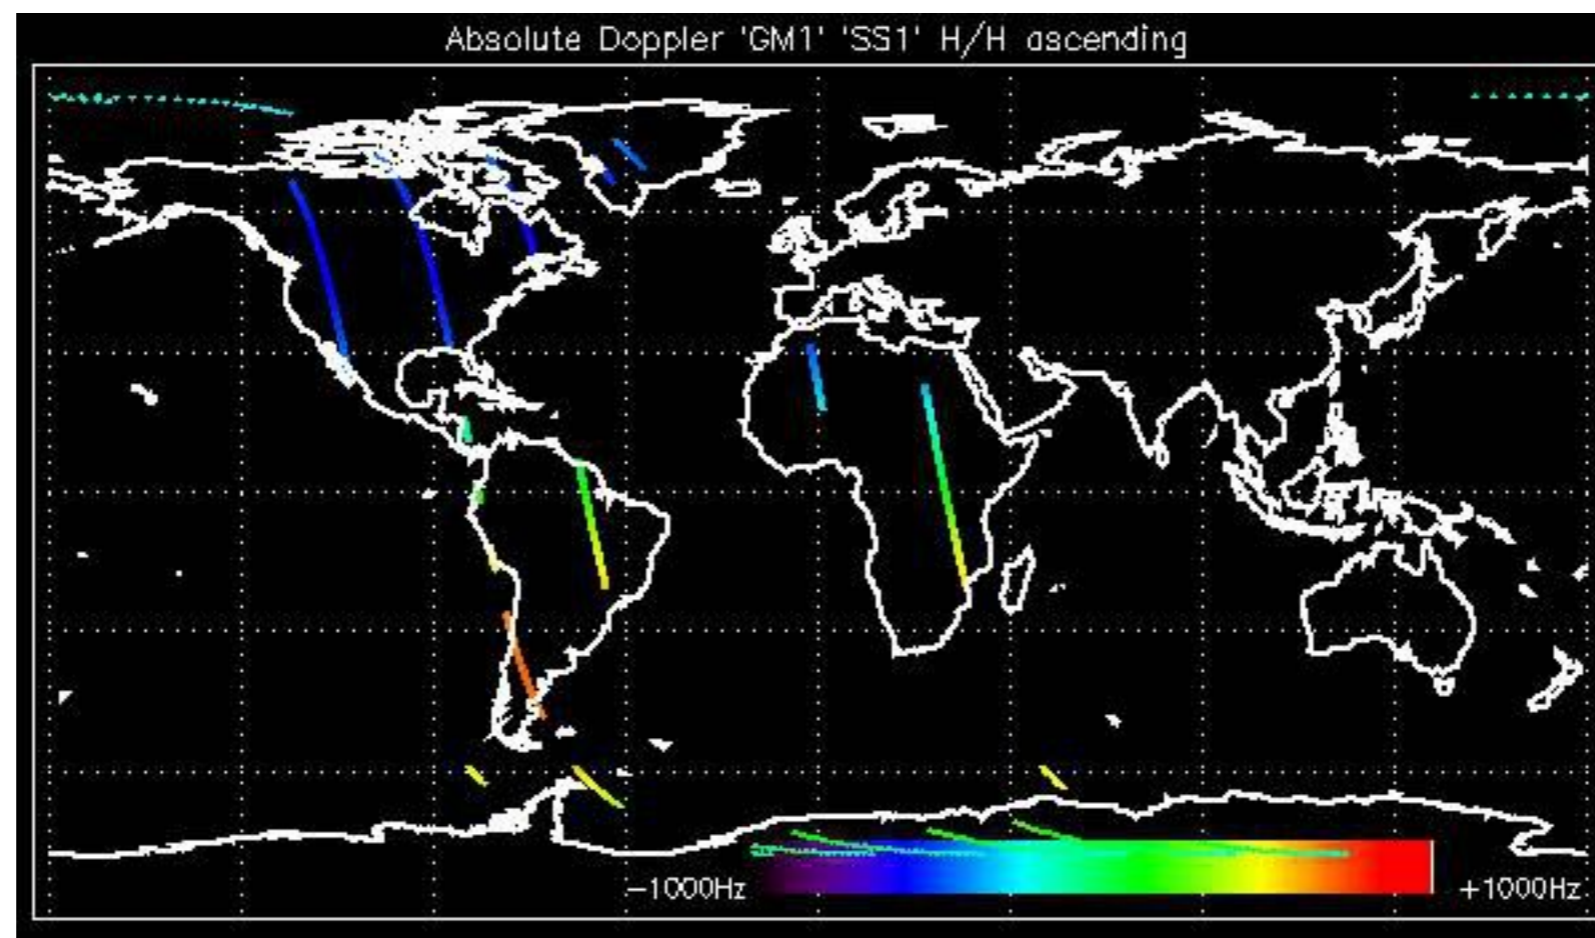 Absolute Doppler 'GM1' 'SS1' H/H ascending
-1000Hz
+1000Hz